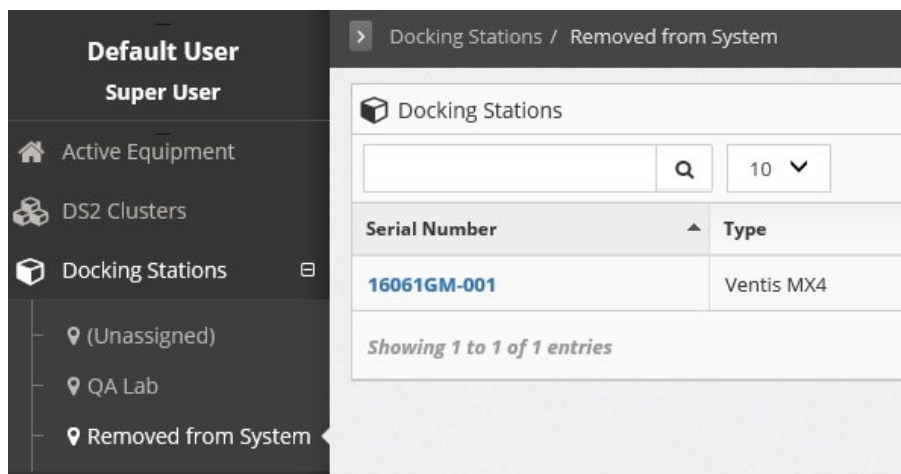 Default User
Super User
Active Equipment
DS2 Clusters
Docking Stations
(Unassigned)
QA Lab
Removed from System
Docking Stations / Removed from System
Docking Stations
10
Serial Number Type
16061GM-001 Ventis MX4
Showing 1 to 1 of 1 entries